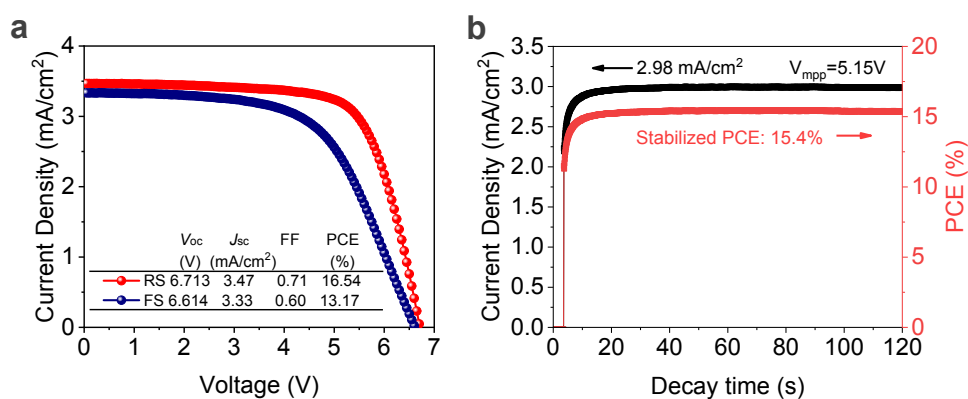 a
Current Density (mA/cm²)
4
3
2
1
0
Voc Jsc FF PCE
(V) (mA/cm²) (%)
RS 6.713 3.47 0.71 16.54
FS 6.614 3.33 0.60 13.17
0 1 2 3 4 5 6 7
Voltage (V)
b
Current Density (mA/cm²)
3.5
3.0
2.5
2.0
1.5
1.0
0.5
0.0
2.98 mA/cm²
Vmpp=5.15V
Stabilized PCE: 15.4%
20
15
10
5
0
PCE (%)
0 20 40 60 80 100 120
Decay time (s)